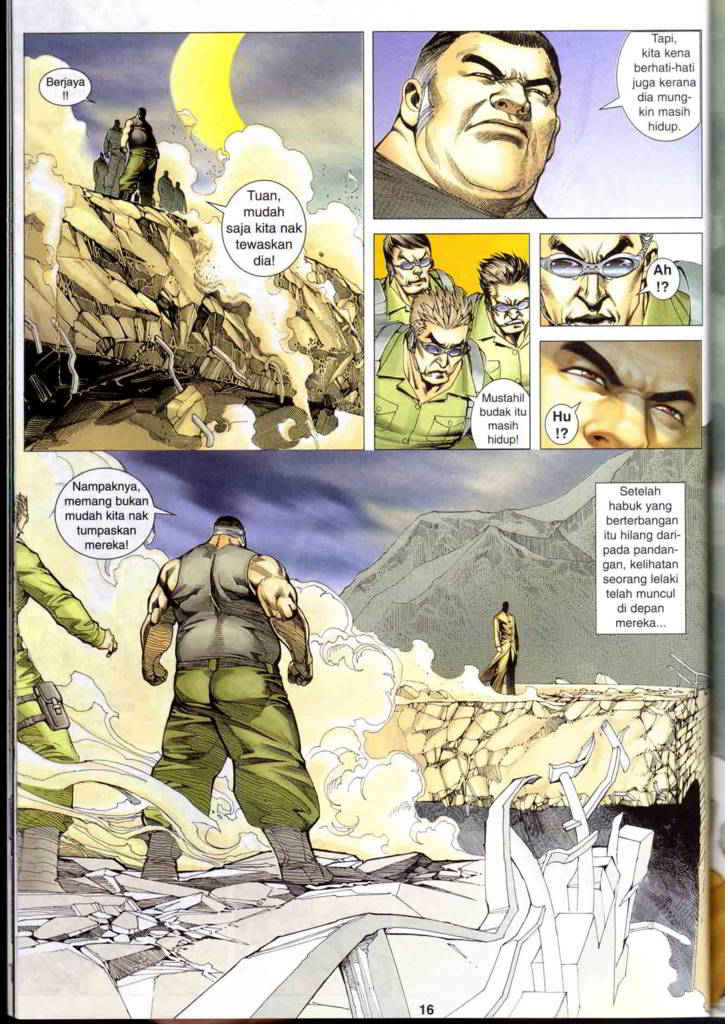 Berjaya
!!
Tuan,
mudah
saja kita nak
tewaskan
dia!
Tapi,
kita kena
berhati-hati
juga kerana
dia mung-
kin masih
hidup.
Mustahil
budak itu
masih
hidup!
Ah
!?
Hu
!?
Nampaknya,
memang bukan
mudah kita nak
tumpaskan
mereka!
Setelah
habuk yang
berterbangan
itu hilang dari-
pada pandan-
gan, kelihatan
seorang lelaki
telah muncul
di depan
mereka...
16